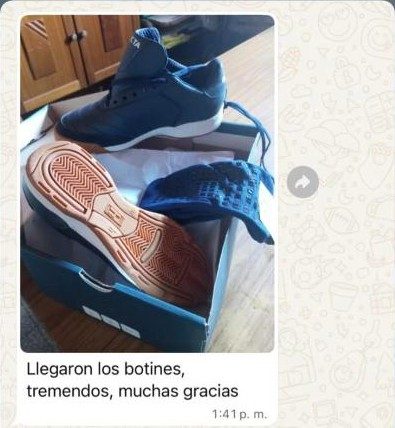 Llegaron los botines,
tremendos, muchas gracias
1:41 p. m.